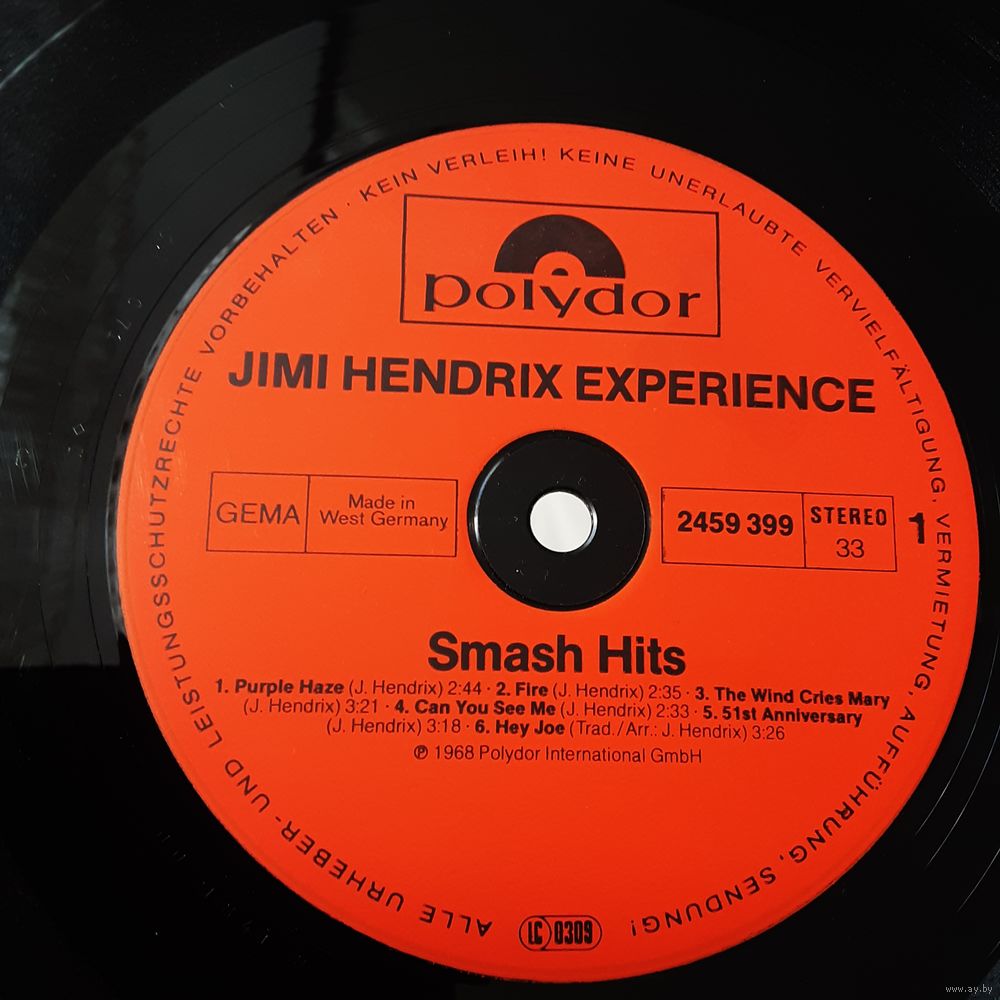 ALLE URHEBER- UND LEISTUNGSSCHUTZRECHTE VORBEHALTEN · KEIN VERLEIH! KEINE UNERLAUBTE VERVIELFÄLTIGUNG, VERMIETUNG, AUFFÜHRUNG, SENDUNG!
polydor
JIMI HENDRIX EXPERIENCE
GEMA
Made in
West Germany
2459 399
STEREO
33
1
Smash Hits
1. Purple Haze (J. Hendrix) 2:44 · 2. Fire (J. Hendrix) 2:35 · 3. The Wind Cries Mary
(J. Hendrix) 3:21 · 4. Can You See Me (J. Hendrix) 2:33 · 5. 51st Anniversary
(J. Hendrix) 3:18 · 6. Hey Joe (Trad./Arr.: J. Hendrix) 3:26
℗ 1968 Polydor International GmbH
LC 0309
www.ay.by